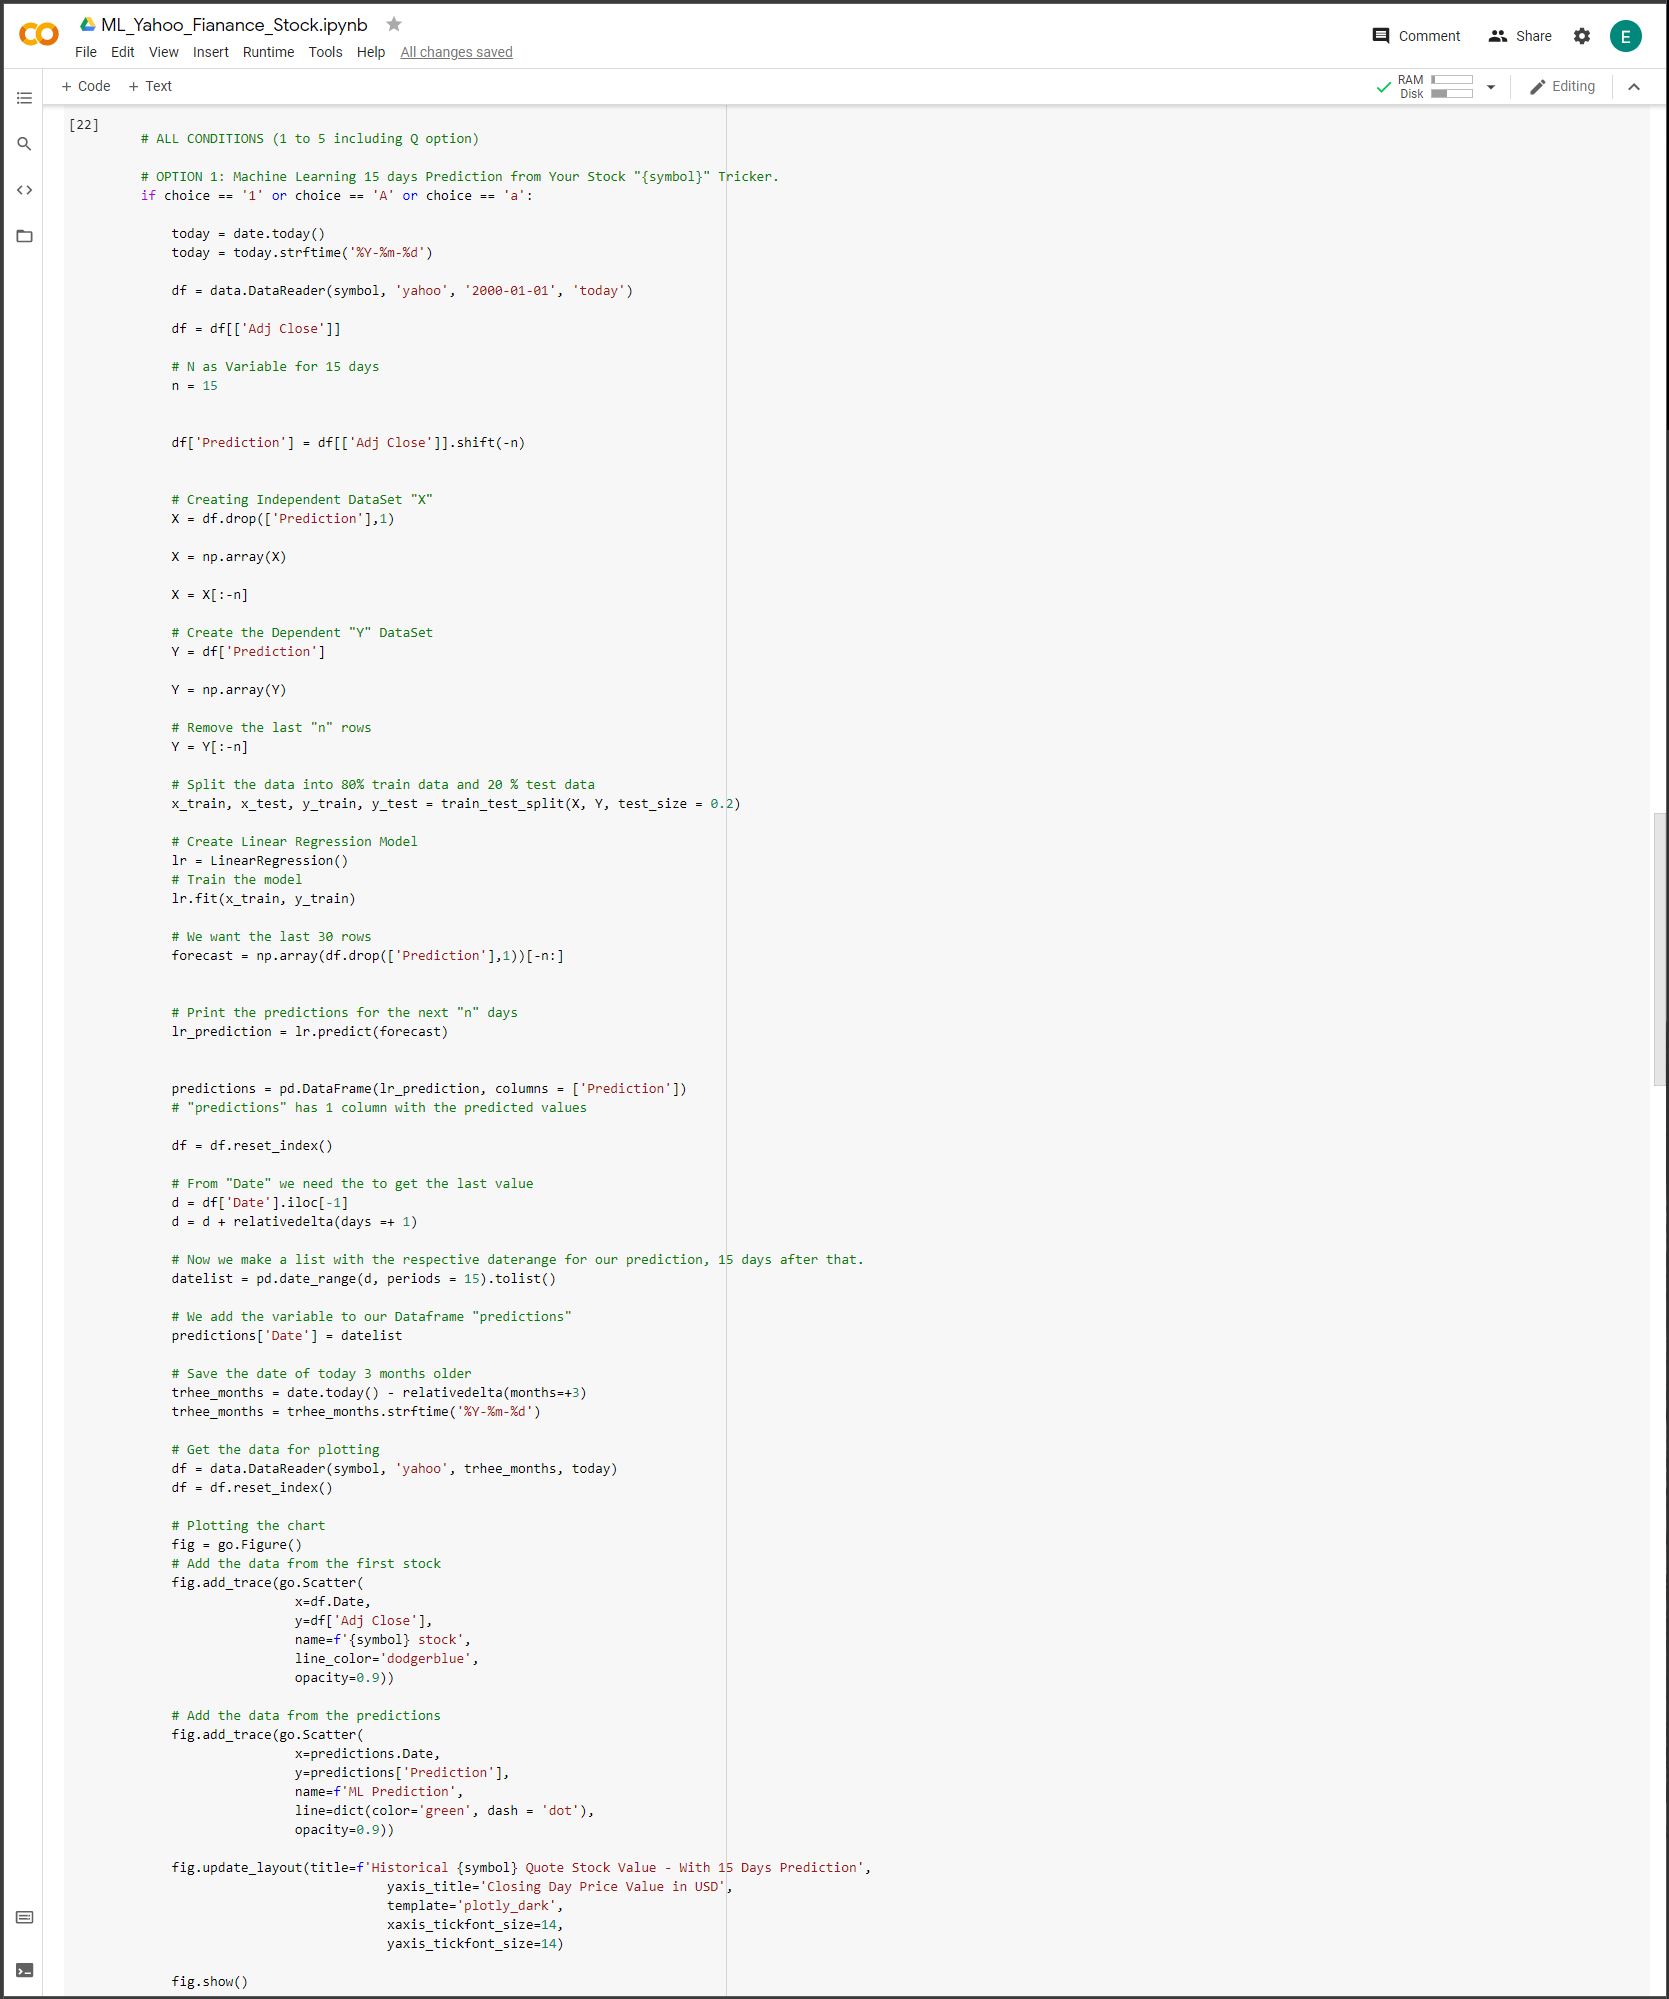 ML_Yahoo_Fianance_Stock.ipynb
File Edit View Insert Runtime Tools Help All changes saved
Comment Share E
+ Code + Text
RAM
Disk
Editing
[22]
# ALL CONDITIONS (1 to 5 including Q option)
# OPTION 1: Machine Learning 15 days Prediction from Your Stock "{symbol}" Tricker.
if choice == '1' or choice == 'A' or choice == 'a':
today = date.today()
today = today.strftime('%Y-%m-%d')
df = data.DataReader(symbol, 'yahoo', '2000-01-01', 'today')
df = df[['Adj Close']]
# N as Variable for 15 days
n = 15
df['Prediction'] = df[['Adj Close']].shift(-n)
# Creating Independent DataSet "X"
X = df.drop(['Prediction'],1)
X = np.array(X)
X = X[:-n]
# Create the Dependent "Y" DataSet
Y = df['Prediction']
Y = np.array(Y)
# Remove the last "n" rows
Y = Y[:-n]
# Split the data into 80% train data and 20 % test data
x_train, x_test, y_train, y_test = train_test_split(X, Y, test_size = 0.2)
# Create Linear Regression Model
lr = LinearRegression()
# Train the model
lr.fit(x_train, y_train)
# We want the last 30 rows
forecast = np.array(df.drop(['Prediction'],1))[-n:]
# Print the predictions for the next "n" days
lr_prediction = lr.predict(forecast)
predictions = pd.DataFrame(lr_prediction, columns = ['Prediction'])
# "predictions" has 1 column with the predicted values
df = df.reset_index()
# From "Date" we need the to get the last value
d = df['Date'].iloc[-1]
d = d + relativedelta(days =+ 1)
# Now we make a list with the respective daterange for our prediction, 15 days after that.
datelist = pd.date_range(d, periods = 15).tolist()
# We add the variable to our Dataframe "predictions"
predictions['Date'] = datelist
# Save the date of today 3 months older
trhee_months = date.today() - relativedelta(months=+3)
trhee_months = trhee_months.strftime('%Y-%m-%d')
# Get the data for plotting
df = data.DataReader(symbol, 'yahoo', trhee_months, today)
df = df.reset_index()
# Plotting the chart
fig = go.Figure()
# Add the data from the first stock
fig.add_trace(go.Scatter(
x=df.Date,
y=df['Adj Close'],
name=f'{symbol} stock',
line_color='dodgerblue',
opacity=0.9))
# Add the data from the predictions
fig.add_trace(go.Scatter(
x=predictions.Date,
y=predictions['Prediction'],
name=f'ML Prediction',
line=dict(color='green', dash = 'dot'),
opacity=0.9))
fig.update_layout(title=f'Historical {symbol} Quote Stock Value - With 15 Days Prediction',
yaxis_title='Closing Day Price Value in USD',
template='plotly_dark',
xaxis_tickfont_size=14,
yaxis_tickfont_size=14)
fig.show()